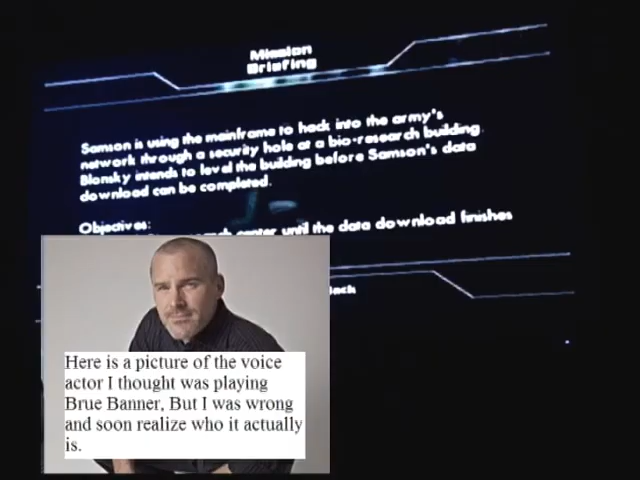 Mission
Briefing
Samson is using the mainframe to hack into the army's
network through a security hole at a bio-research building.
Blonsky intends to level the building before Samson's data
download can be completed.
Objectives:
center until the data download finishes
Back
Here is a picture of the voice
actor I thought was playing
Brue Banner, But I was wrong
and soon realize who it actually
is.